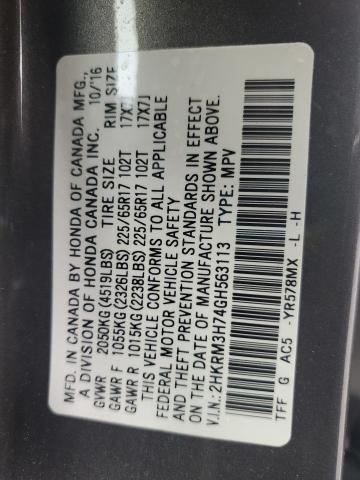 MFD. IN CANADA BY HONDA OF CANADA MFG.,
A DIVISION OF HONDA CANADA INC. 10/16
GVWR 2050KG (4519LBS) TIRE SIZE RIM SIZE
GAWR F 1055KG (2326LBS) 225/65R17 102T 17X7J
GAWR R 1015KG (2238LBS) 225/65R17 102T 17X7J
THIS VEHICLE CONFORMS TO ALL APPLICABLE
FEDERAL MOTOR VEHICLE SAFETY
AND THEFT PREVENTION STANDARDS IN EFFECT
ON THE DATE OF MANUFACTURE SHOWN ABOVE.
V.I.N.: 2HKRM3H74GH563113 TYPE: MPV
TFF G AC5 -YR578MX -L -H